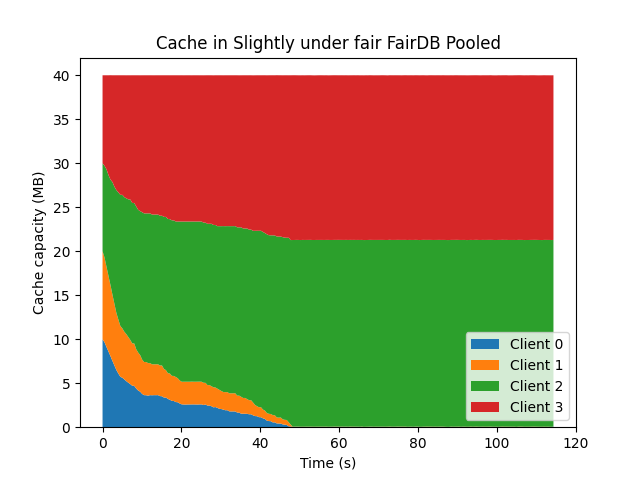 Cache in Slightly under fair FairDB Pooled
Cache capacity (MB)
40
35
30
25
20
15
10
5
0
0 20 40 60 80 100 120
Time (s)
Client 0
Client 1
Client 2
Client 3